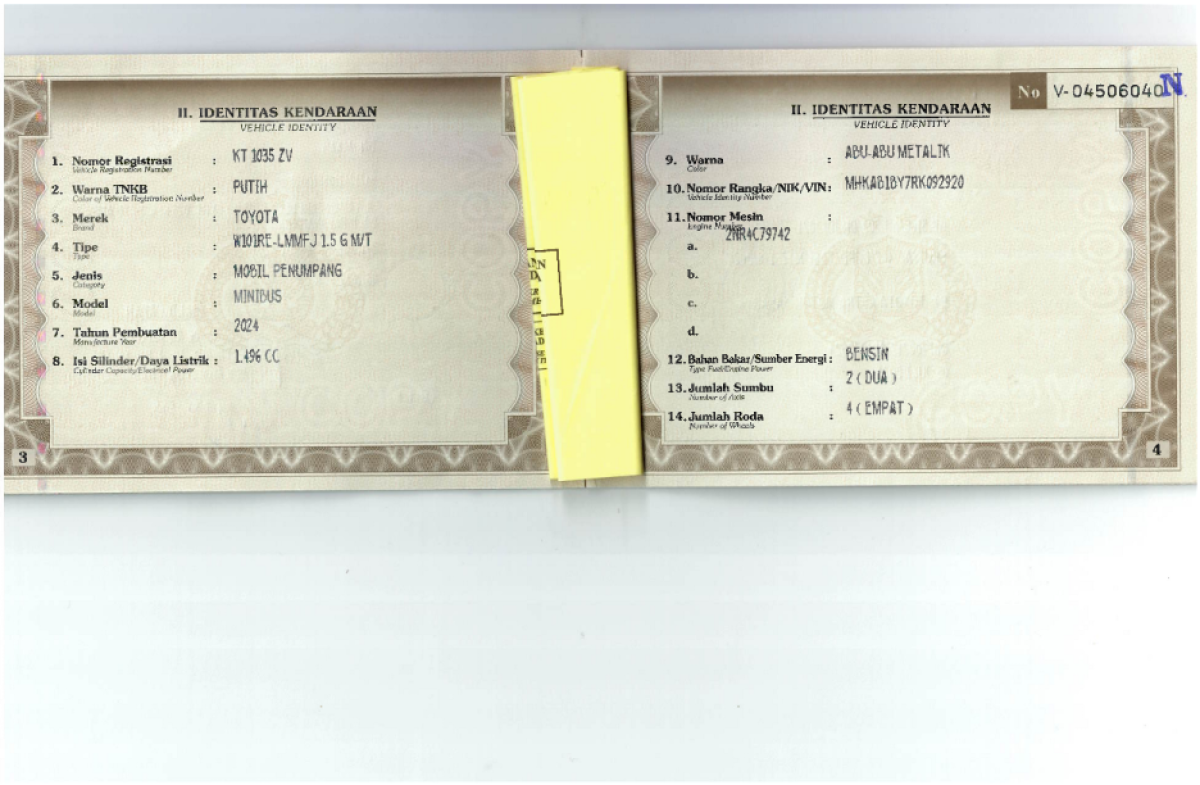 II. IDENTITAS KENDARAAN
VEHICLE IDENTITY
1. Nomor Registrasi : KT 1035 ZV
Vehicle Registration Number
2. Warna TNKB : PUTIH
Color of Vehicle Registration Number
3. Merek : TOYOTA
Brand
4. Tipe : W101RE-LMMFJ 1.5 G M/T
Type
5. Jenis : MOBIL PENUMPANG
Category
6. Model : MINIBUS
Model
7. Tahun Pembuatan : 2024
Manufacture Year
8. Isi Silinder/Daya Listrik : 1.496 CC
Cylinder Capacity/Electrical Power
3
No V-04506040 N
II. IDENTITAS KENDARAAN
VEHICLE IDENTITY
9. Warna : ABU-ABU METALIK
Color
10. Nomor Rangka/NIK/VIN : MHKAB1BY7RK092920
Vehicle Identity Number
11. Nomor Mesin :
Engine Number
a. 2NR4C79742
b.
c.
d.
12. Bahan Bakar/Sumber Energi : BENSIN
Type Fuel/Engine Power
13. Jumlah Sumbu : 2 ( DUA )
Number of Axis
14. Jumlah Roda : 4 ( EMPAT )
Number of Wheels
4